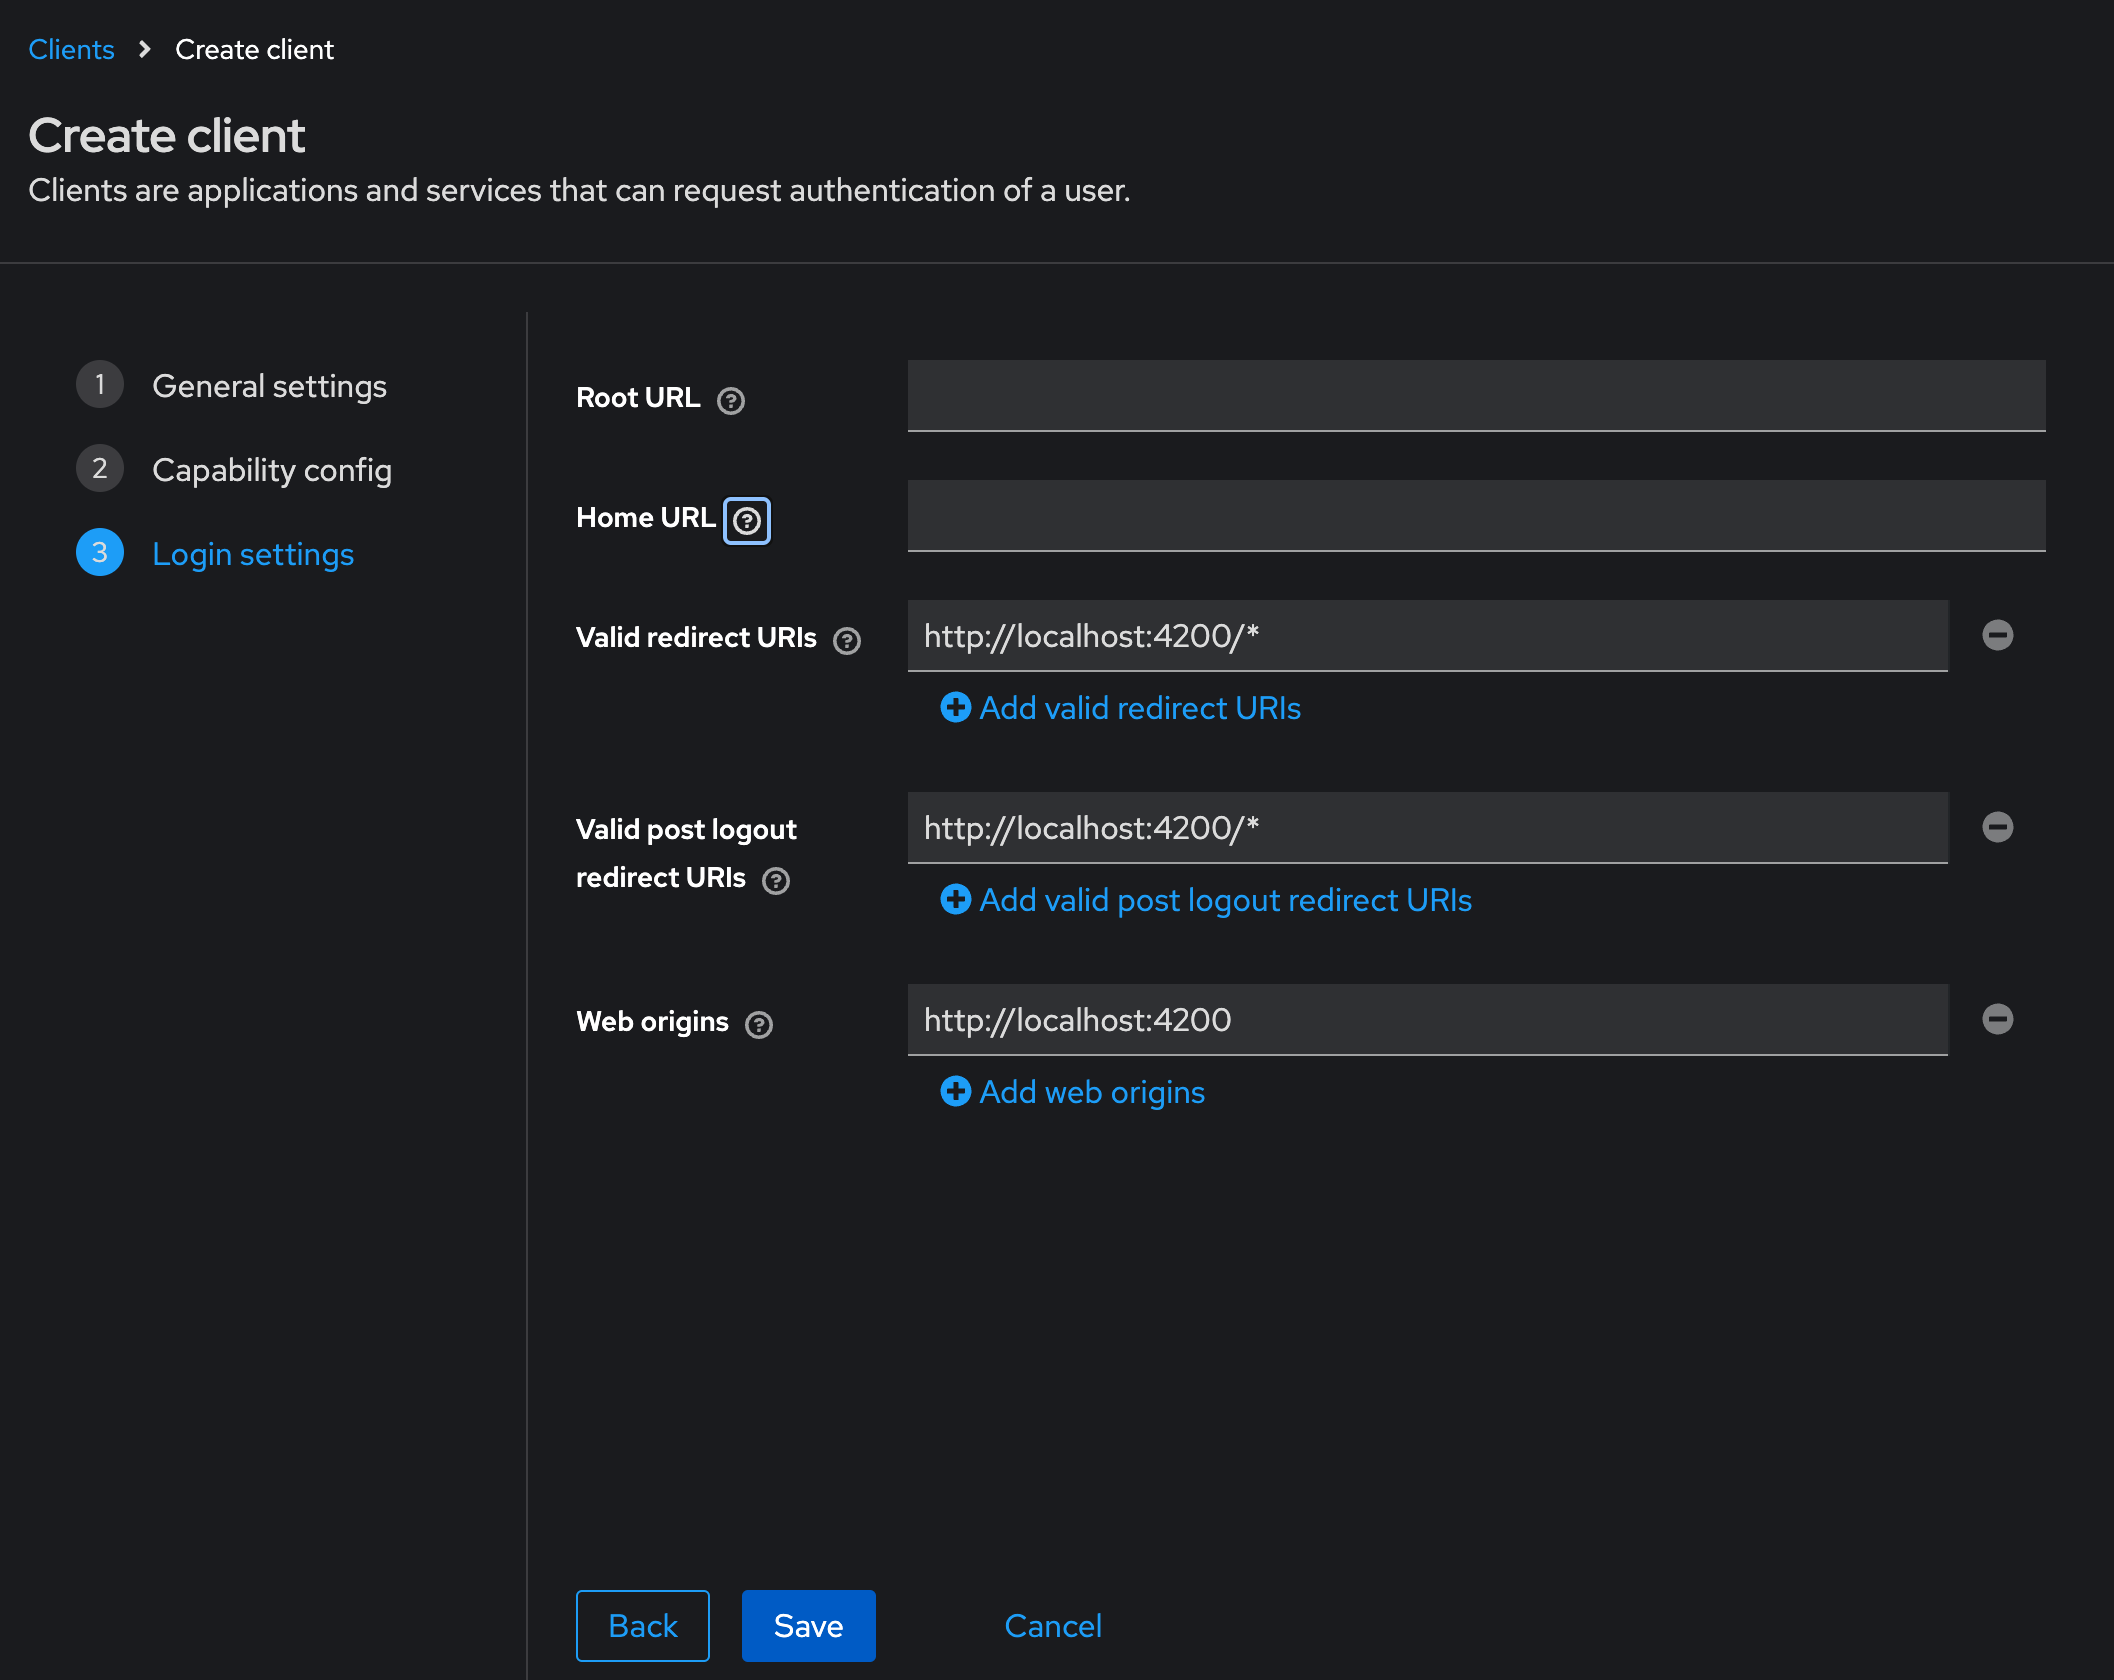 Clients > Create client
Create client
Clients are applications and services that can request authentication of a user.
1 General settings
2 Capability config
3 Login settings
Root URL
Home URL
Valid redirect URIs
http://localhost:4200/*
Add valid redirect URIs
Valid post logout
redirect URIs
http://localhost:4200/*
Add valid post logout redirect URIs
Web origins
http://localhost:4200
Add web origins
Back
Save
Cancel